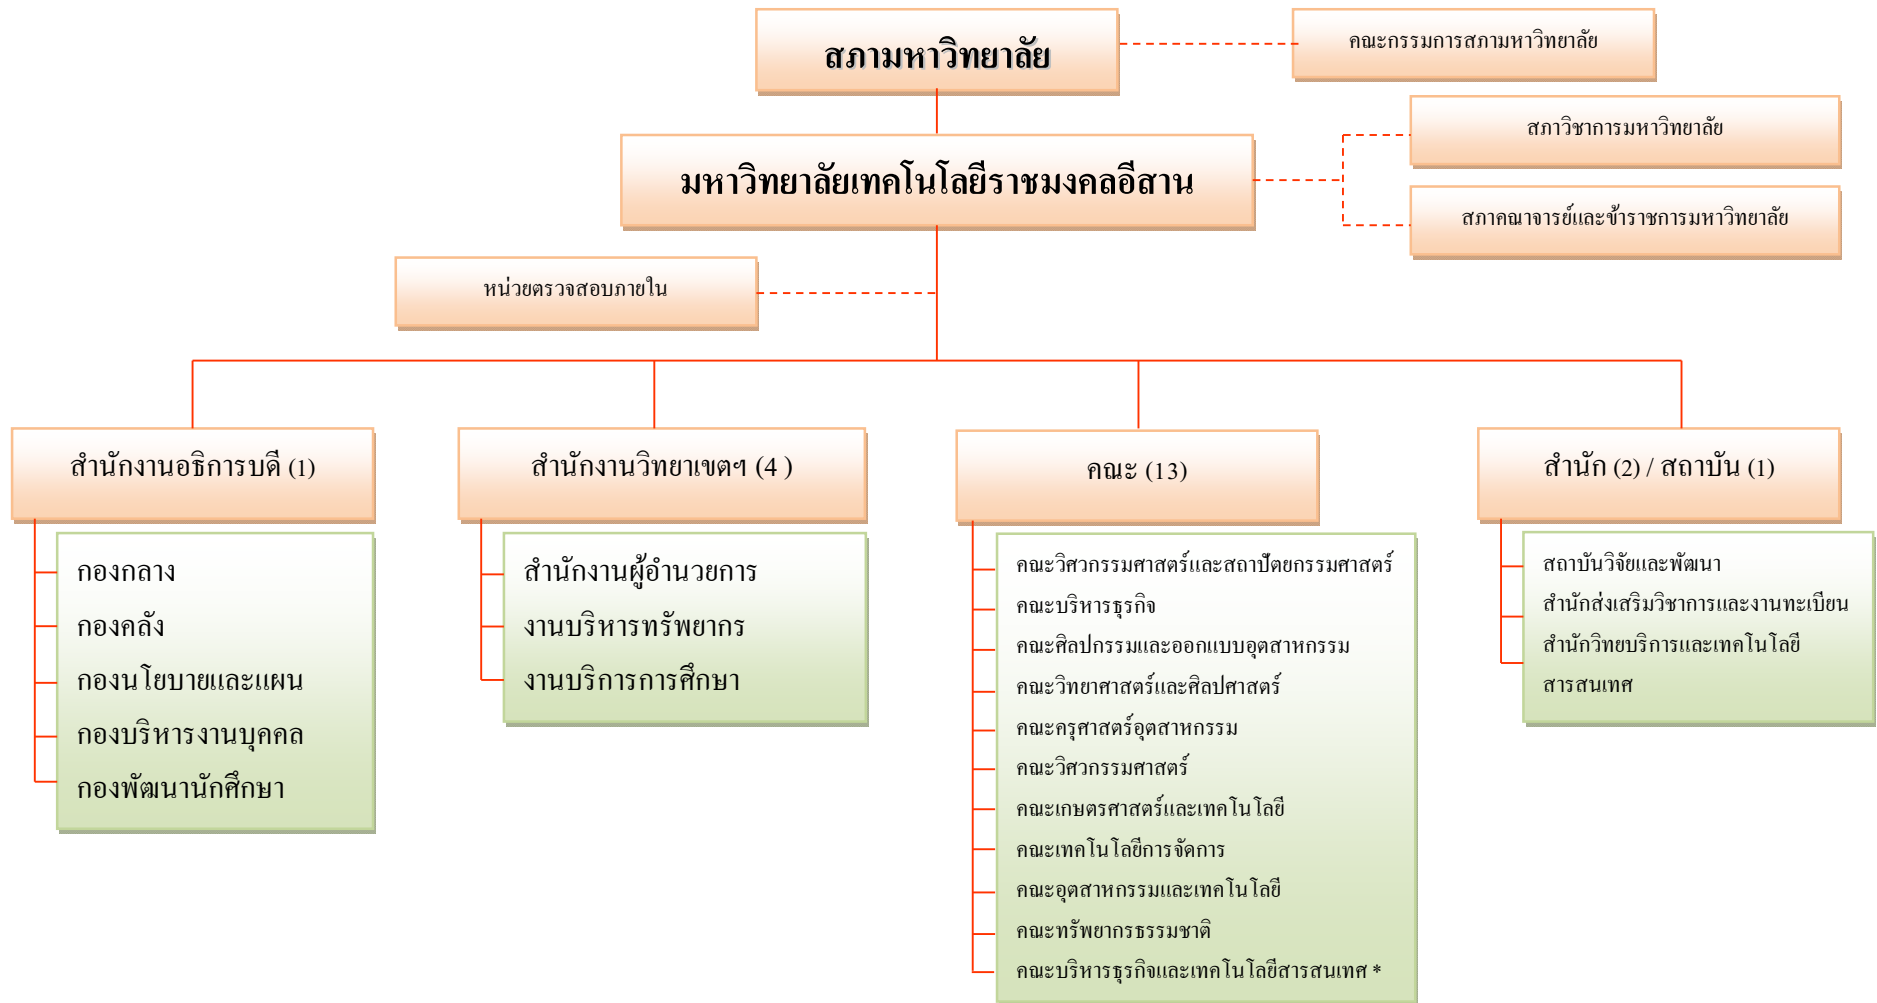 สภามหาวิทยาลัย
คณะกรรมการสภามหาวิทยาลัย
สภาวิชาการมหาวิทยาลัย
มหาวิทยาลัยเทคโนโลยีราชมงคลอีสาน
สภาคณาจารย์และข้าราชการมหาวิทยาลัย
หน่วยตรวจสอบภายใน
สำนักงานอธิการบดี (1)
กองกลาง
กองคลัง
กองนโยบายและแผน
กองบริหารงานบุคคล
กองพัฒนานักศึกษา
สำนักงานวิทยาเขตฯ (4 )
สำนักงานผู้อำนวยการ
งานบริหารทรัพยากร
งานบริการการศึกษา
คณะ (13)
คณะวิศวกรรมศาสตร์และสถาปัตยกรรมศาสตร์
คณะบริหารธุรกิจ
คณะศิลปกรรมและออกแบบอุตสาหกรรม
คณะวิทยาศาสตร์และศิลปศาสตร์
คณะครุศาสตร์อุตสาหกรรม
คณะวิศวกรรมศาสตร์
คณะเกษตรศาสตร์และเทคโนโลยี
คณะเทคโนโลยีการจัดการ
คณะอุตสาหกรรมและเทคโนโลยี
คณะทรัพยากรธรรมชาติ
คณะบริหารธุรกิจและเทคโนโลยีสารสนเทศ *
สำนัก (2) / สถาบัน (1)
สถาบันวิจัยและพัฒนา
สำนักส่งเสริมวิชาการและงานทะเบียน
สำนักวิทยบริการและเทคโนโลยี
สารสนเทศ